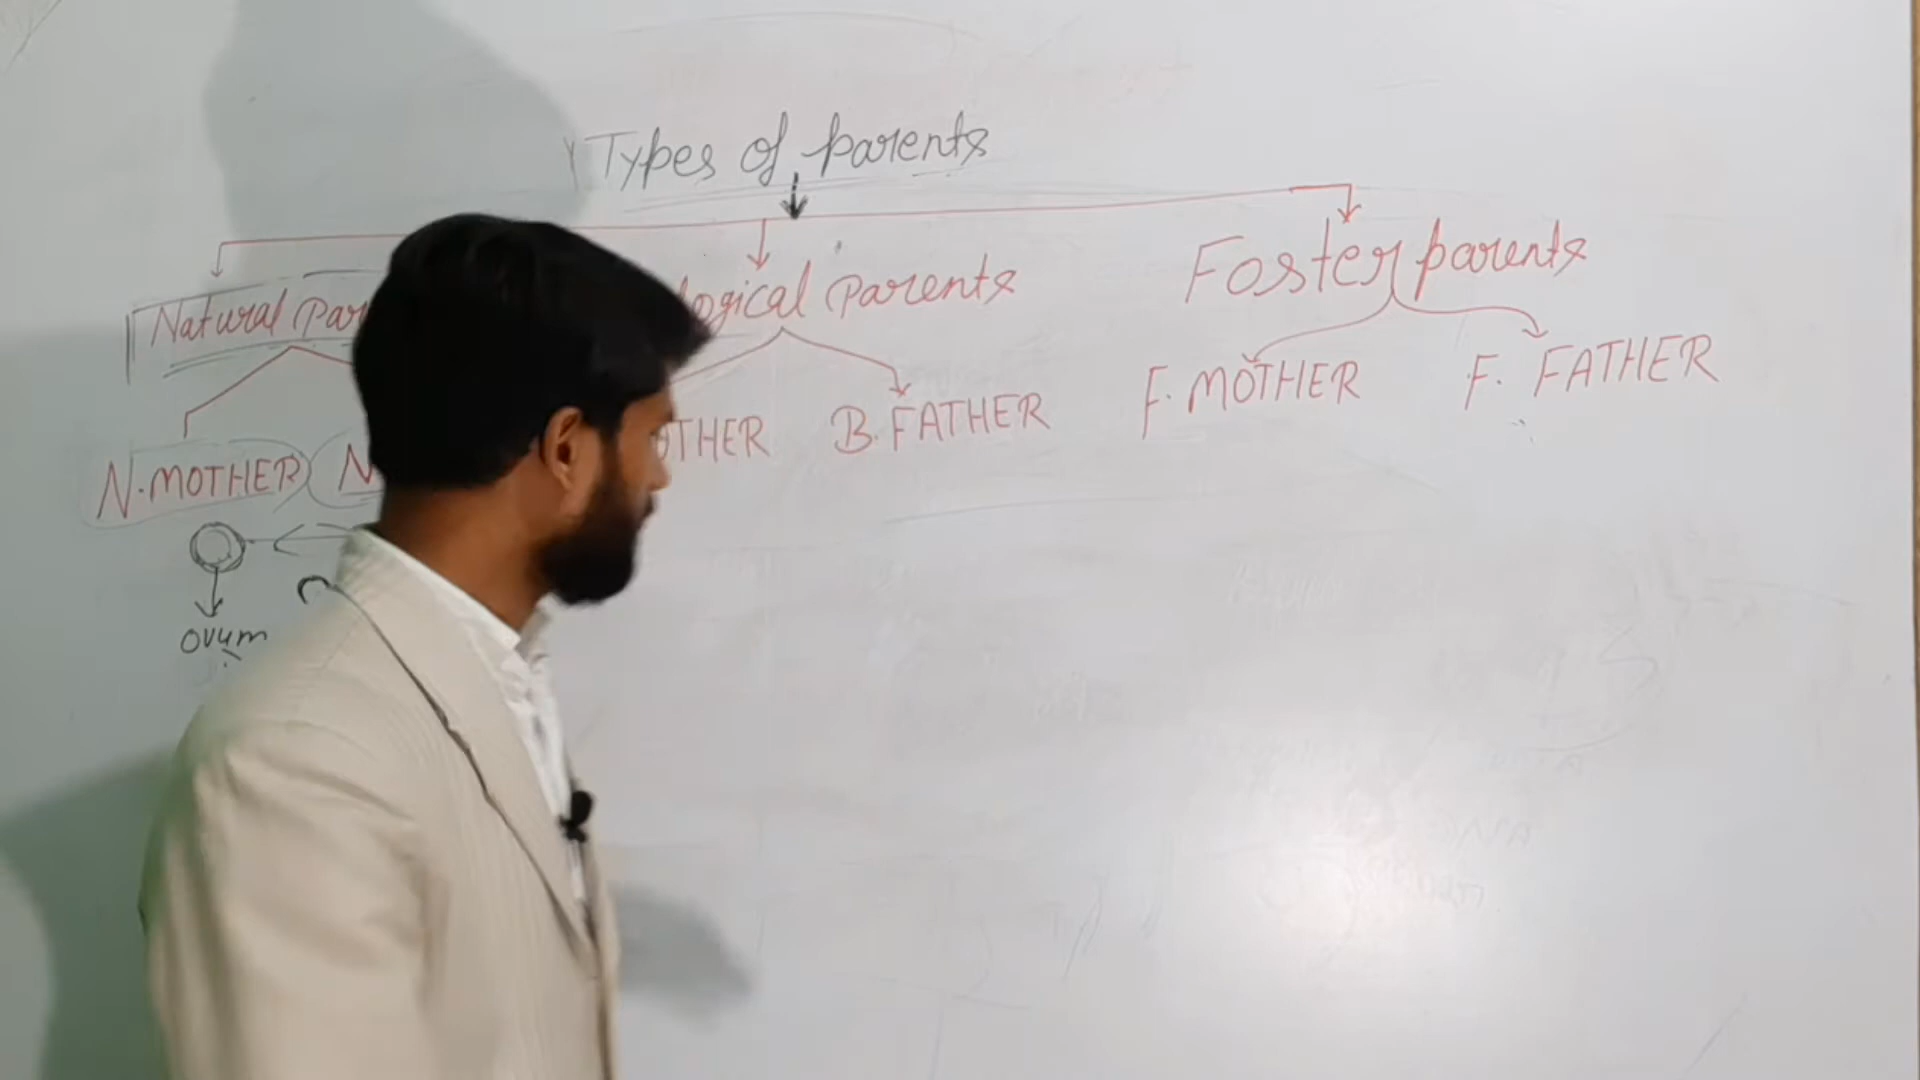 Types of parents
Natural Par
logical parents
Foster parents
N.MOTHER
N
OTHER
B.FATHER
F.MOTHER
F. FATHER
ovum